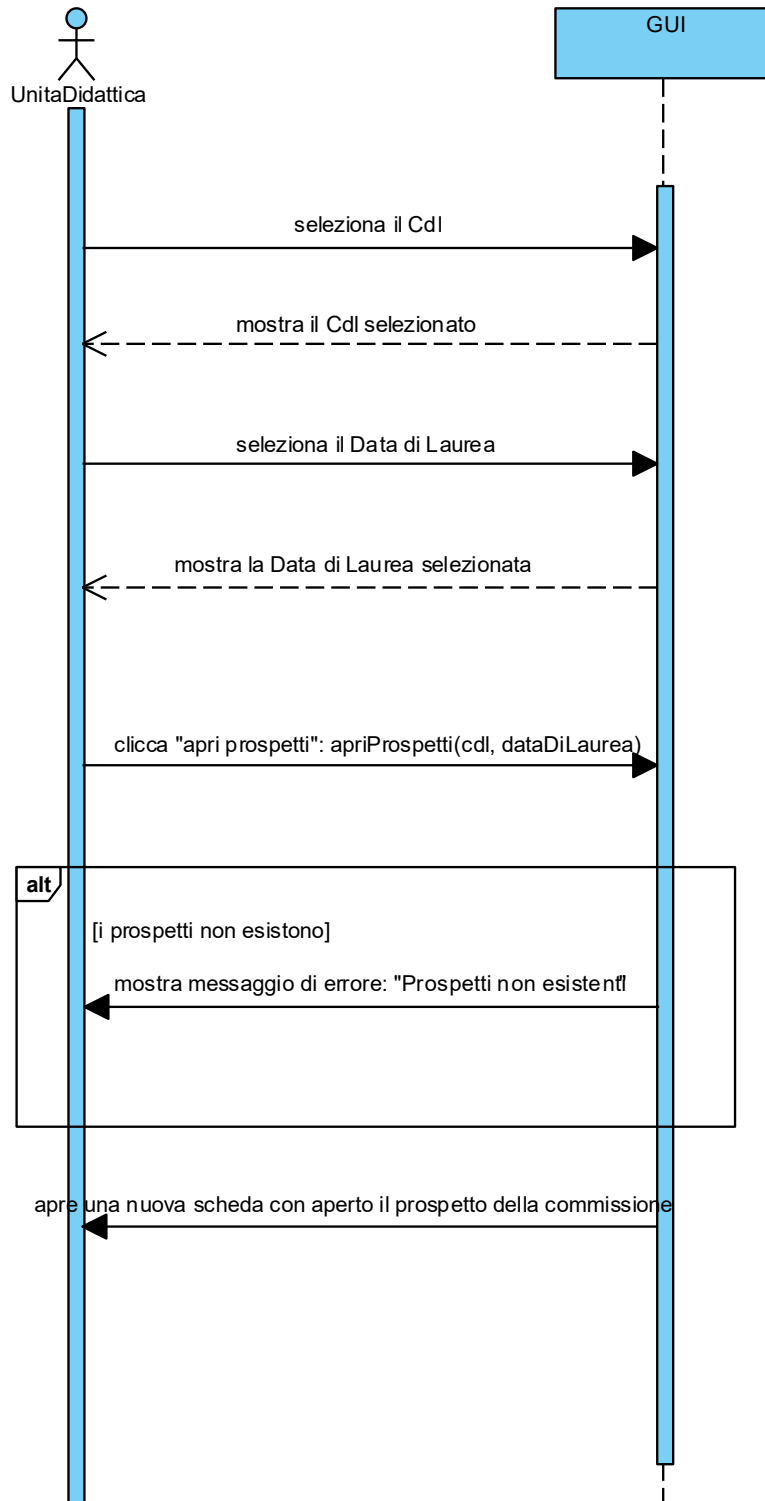 GUI
UnitaDidattica
seleziona il Cdl
mostra il Cdl selezionato
seleziona il Data di Laurea
mostra la Data di Laurea selezionata
clicca "apri prospetti": apriProspetti(cdl, dataDiLaurea)
alt
[i prospetti non esistono]
mostra messaggio di errore: "Prospetti non esistenti"
apre una nuova scheda con aperto il prospetto della commissione